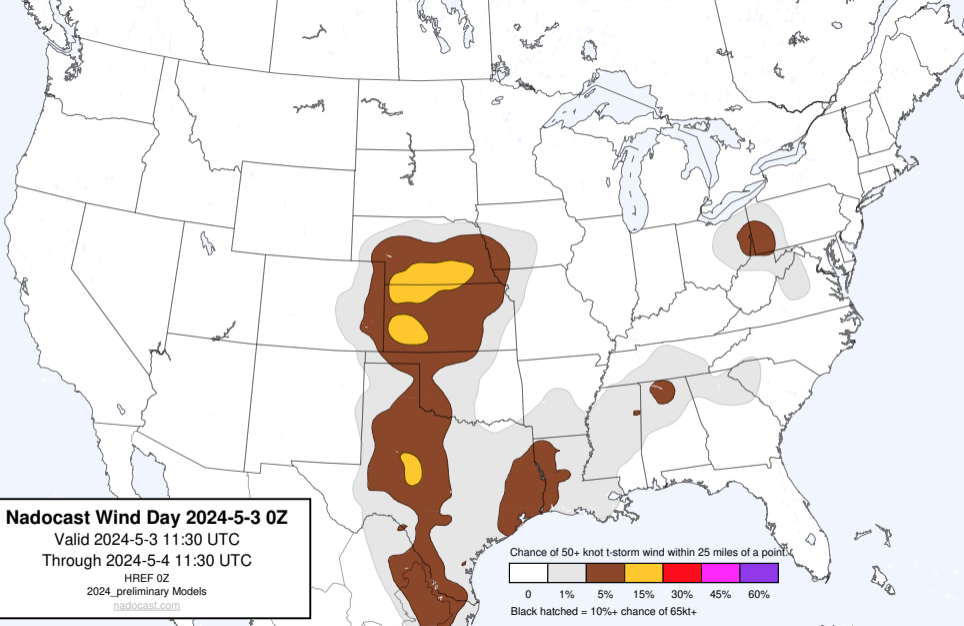 Nadocast Wind Day 2024-5-3 0Z
Valid 2024-5-3 11:30 UTC
Through 2024-5-4 11:30 UTC
HREF 0Z
2024_preliminary Models
nadocast.com
Chance of 50+ knot t-storm wind within 25 miles of a point.
0 1% 5% 15% 30% 45% 60%
Black hatched = 10%+ chance of 65kt+